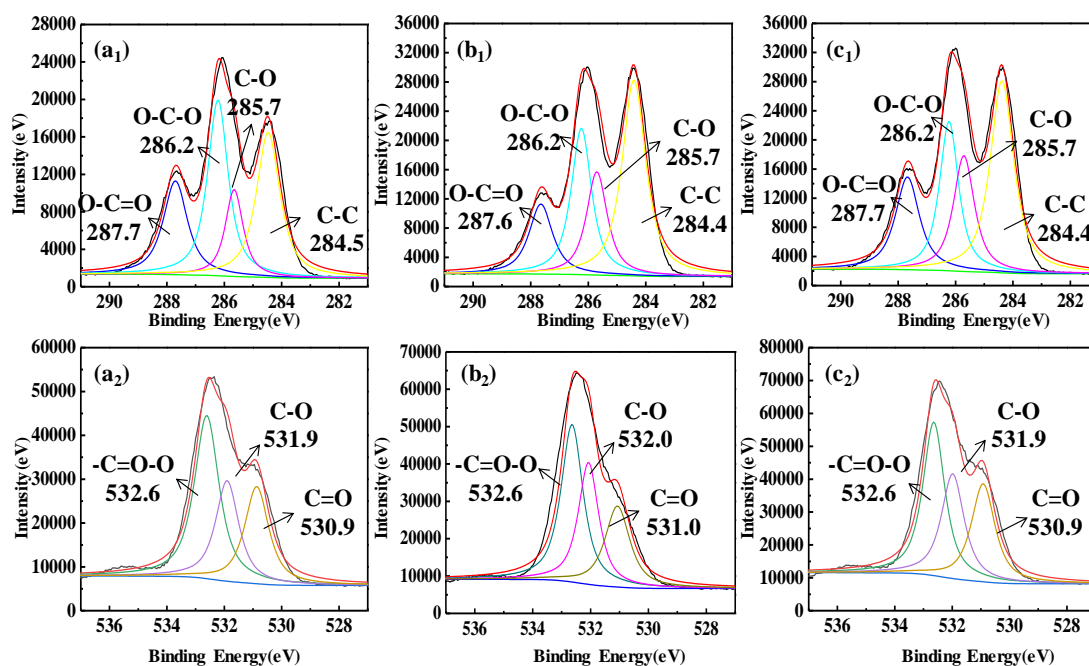 (a1)
28000
24000
20000
16000
12000
8000
4000
0
Intensity(eV)
C-O
285.7
O-C-O
286.2
O-C=O
287.7
C-C
284.5
290 288 286 284 282
Binding Energy(eV)
(b1)
36000
32000
28000
24000
20000
16000
12000
8000
4000
0
Intensity(eV)
O-C-O
286.2
C-O
285.7
O-C=O
287.6
C-C
284.4
290 288 286 284 282
Binding Energy(eV)
(c1)
36000
32000
28000
24000
20000
16000
12000
8000
4000
0
Intensity(eV)
O-C-O
286.2
C-O
285.7
O-C=O
287.7
C-C
284.4
290 288 286 284 282
Binding Energy(eV)
(a2)
60000
50000
40000
30000
20000
10000
0
Intensity(eV)
C-O
531.9
-C=O-O
532.6
C=O
530.9
536 534 532 530 528
Binding Energy(eV)
(b2)
70000
60000
50000
40000
30000
20000
10000
0
Intensity(eV)
C-O
532.0
-C=O-O
532.6
C=O
531.0
536 534 532 530 528
Binding Energy(eV)
(c2)
80000
70000
60000
50000
40000
30000
20000
10000
0
Intensity(eV)
C-O
531.9
-C=O-O
532.6
C=O
530.9
536 534 532 530 528
Binding Energy(eV)